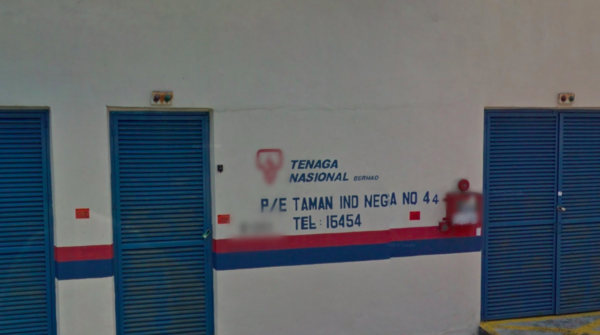 TENAGA
NASIONAL BERHAD
P/E TAMAN IND NEGA NO 44
TEL: 15454